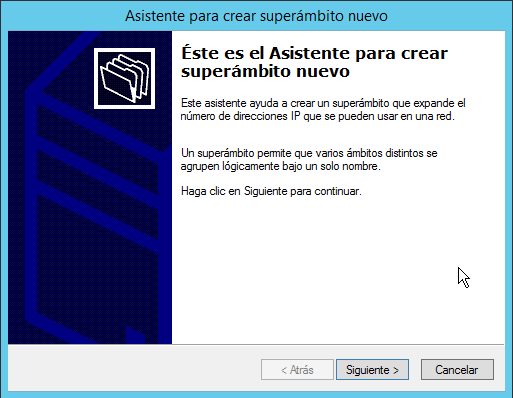 Asistente para crear superámbito nuevo
Éste es el Asistente para crear
superámbito nuevo
Este asistente ayuda a crear un superámbito que expande el
número de direcciones IP que se pueden usar en una red.
Un superámbito permite que varios ámbitos distintos se
agrupen lógicamente bajo un solo nombre.
Haga clic en Siguiente para continuar.
< Atrás
Siguiente >
Cancelar